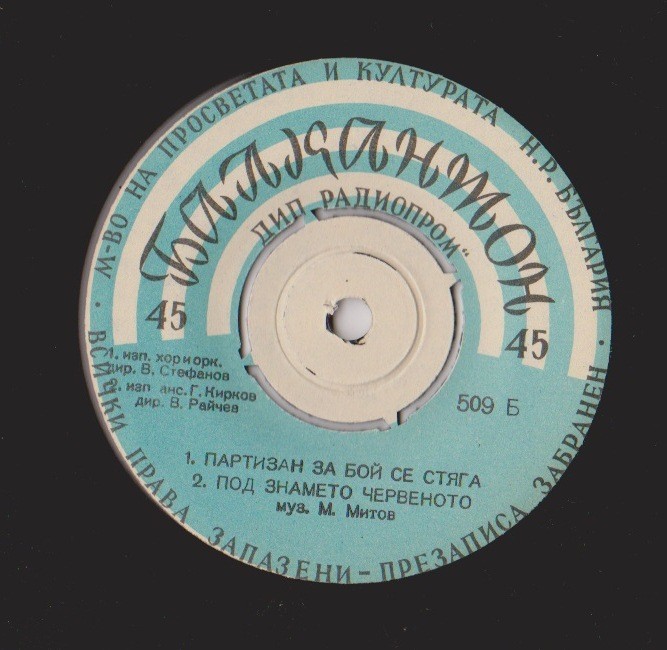 М-ВО НА ПРОСВЕТАТА И КУЛТУРАТА Н.Р. БЪЛГАРИЯ
БАЛКАНТОН
ДИП „РАДИОПРОМ“
45 45
1. изп. хор и орк.
дир. В. Стефанов
2. изп анс. Г. Кирков
дир. В. Райчев
509 Б
1. ПАРТИЗАН ЗА БОЙ СЕ СТЯГА
2. ПОД ЗНАМЕТО ЧЕРВЕНОТО
муз. М. Митов
ВСИЧКИ ПРАВА ЗАПАЗЕНИ – ПРЕЗАПИСА ЗАБРАНЕН